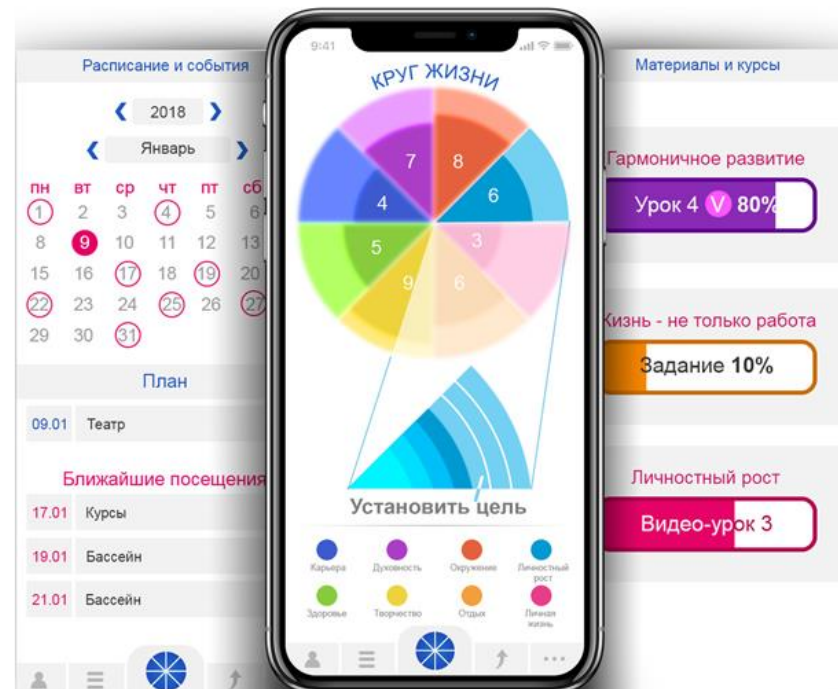 Расписание и события
2018
Январь
пн вт ср чт пт сб
1 2 3 4 5 6
8 9 10 11 12 13
15 16 17 18 19 20
22 23 24 25 26 27
29 30 31
План
09.01 Театр
Ближайшие посещения
17.01 Курсы
19.01 Бассейн
21.01 Бассейн
9:41
КРУГ ЖИЗНИ
7 8
4 6
5 3
9 6
Установить цель
Карьера Духовность Окружение Личностный рост
Здоровье Творчество Отдых Личная жизнь
Материалы и курсы
Гармоничное развитие
Урок 4 V 80%
Жизнь - не только работа
Задание 10%
Личностный рост
Видео-урок 3